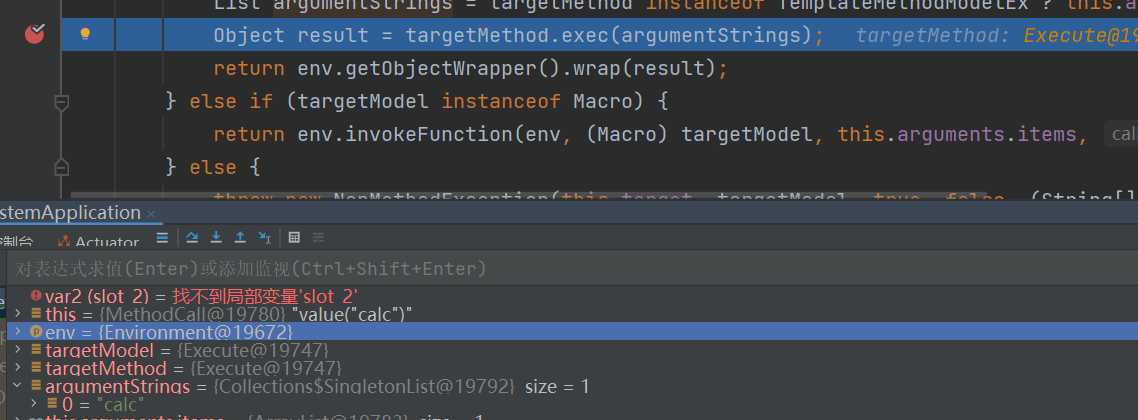 List argumentStrings = targetMethod instanceof TemplateMethodModelEx ? this.a
Object result = targetMethod.exec(argumentStrings); targetMethod: Execute@19
return env.getObjectWrapper().wrap(result);
} else if (targetModel instanceof Macro) {
return env.invokeFunction(env, (Macro) targetModel, this.arguments.items, cal
} else {
throw new NonMethodException(this.target, targetModel, true, false, (String[]
stemApplication ×
控制台 Actuator
对表达式求值(Enter)或添加监视(Ctrl+Shift+Enter)
var2 (slot_2) = 找不到局部变量'slot_2'
this = {MethodCall@19780} "value("calc")"
env = {Environment@19672}
targetModel = {Execute@19747}
targetMethod = {Execute@19747}
argumentStrings = {Collections$SingletonList@19792} size = 1
0 = "calc"
this.arguments.items = {ArrayList@19783} size = 1